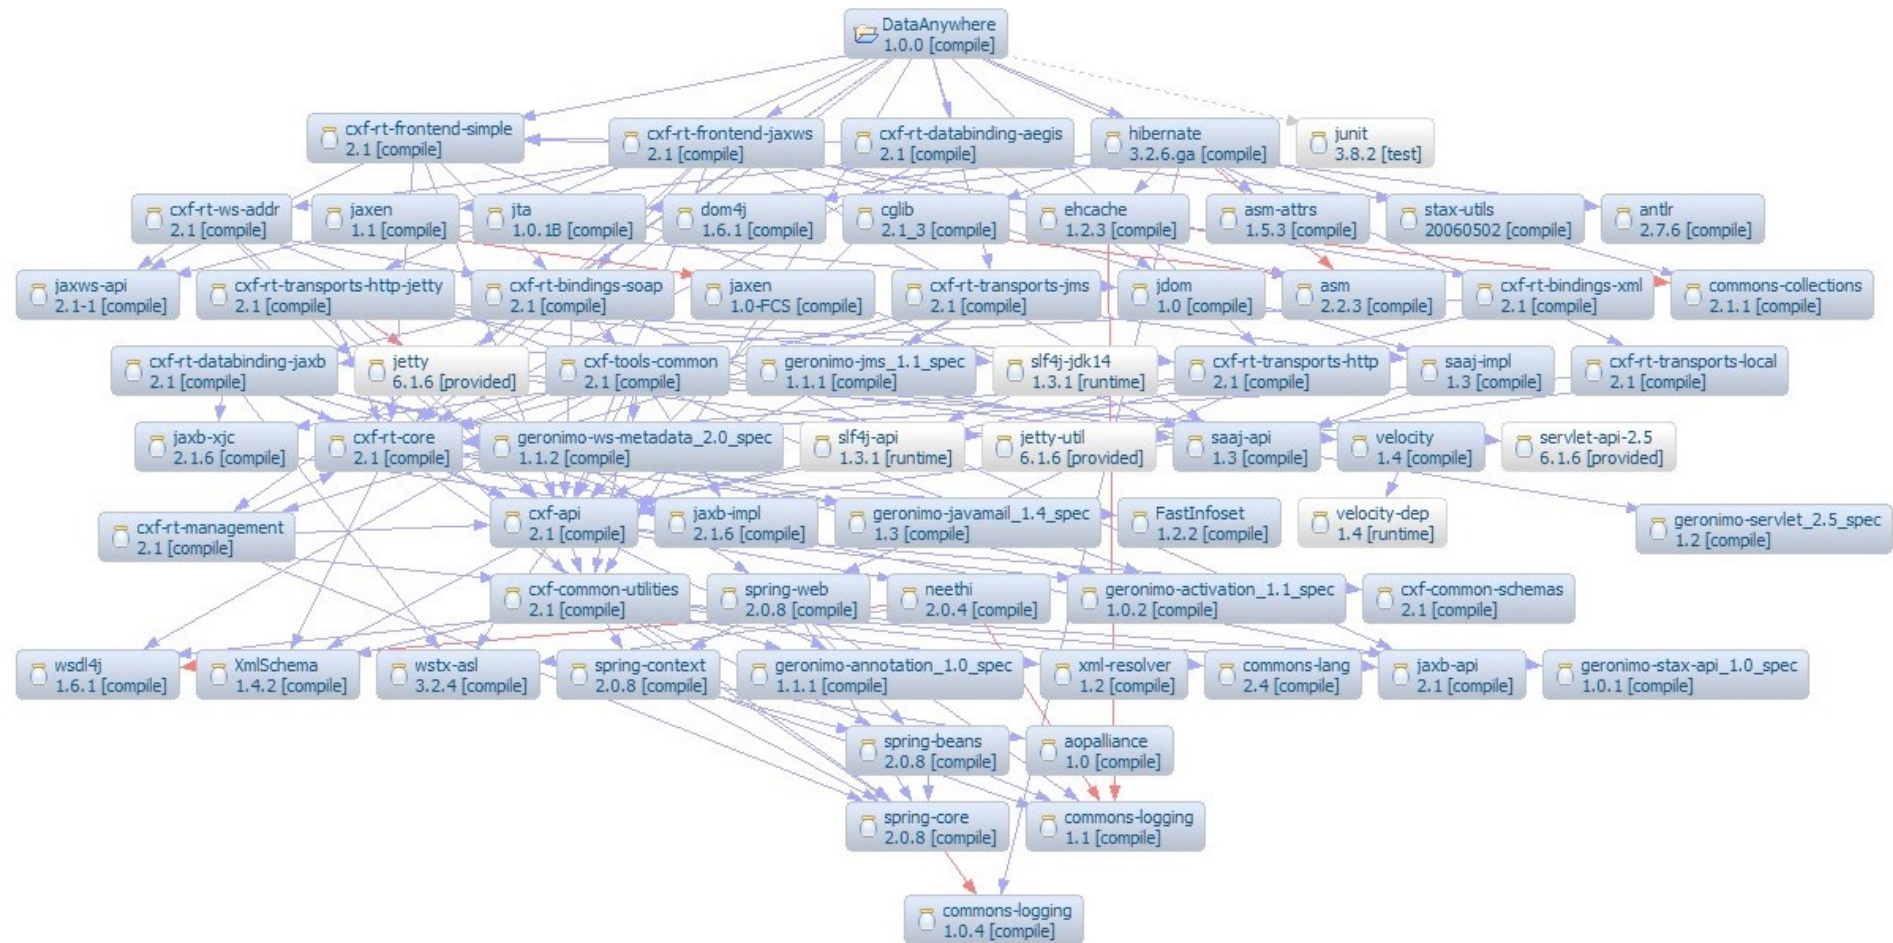 DataAnywhere
1.0.0 [compile]
cxf-rt-frontend-simple
2.1 [compile]
cxf-rt-frontend-jaxws
2.1 [compile]
cxf-rt-databinding-aegis
2.1 [compile]
hibernate
3.2.6.ga [compile]
junit
3.8.2 [test]
cxf-rt-ws-addr
2.1 [compile]
jaxen
1.1 [compile]
jta
1.0.1B [compile]
dom4j
1.6.1 [compile]
cglib
2.1_3 [compile]
ehcache
1.2.3 [compile]
asm-attrs
1.5.3 [compile]
stax-utils
20060502 [compile]
antlr
2.7.6 [compile]
jaxws-api
2.1-1 [compile]
cxf-rt-transports-http-jetty
2.1 [compile]
cxf-rt-bindings-soap
2.1 [compile]
jaxen
1.0-FCS [compile]
cxf-rt-transports-jms
2.1 [compile]
jdom
1.0 [compile]
asm
2.2.3 [compile]
cxf-rt-bindings-xml
2.1 [compile]
commons-collections
2.1.1 [compile]
cxf-rt-databinding-jaxb
2.1 [compile]
jetty
6.1.6 [provided]
cxf-tools-common
2.1 [compile]
geronimo-jms_1.1_spec
1.1.1 [compile]
slf4j-jdk14
1.3.1 [runtime]
cxf-rt-transports-http
2.1 [compile]
saaj-impl
1.3 [compile]
cxf-rt-transports-local
2.1 [compile]
jaxb-xjc
2.1.6 [compile]
cxf-rt-core
2.1 [compile]
geronimo-ws-metadata_2.0_spec
1.1.2 [compile]
slf4j-api
1.3.1 [runtime]
jetty-util
6.1.6 [provided]
saaj-api
1.3 [compile]
velocity
1.4 [compile]
servlet-api-2.5
6.1.6 [provided]
cxf-rt-management
2.1 [compile]
cxf-api
2.1 [compile]
jaxb-impl
2.1.6 [compile]
geronimo-javamail_1.4_spec
1.3 [compile]
FastInfoset
1.2.2 [compile]
velocity-dep
1.4 [runtime]
geronimo-servlet_2.5_spec
1.2 [compile]
cxf-common-utilities
2.1 [compile]
spring-web
2.0.8 [compile]
neethi
2.0.4 [compile]
geronimo-activation_1.1_spec
1.0.2 [compile]
cxf-common-schemas
2.1 [compile]
wsdl4j
1.6.1 [compile]
XmlSchema
1.4.2 [compile]
wstx-asl
3.2.4 [compile]
spring-context
2.0.8 [compile]
geronimo-annotation_1.0_spec
1.1.1 [compile]
xml-resolver
1.2 [compile]
commons-lang
2.4 [compile]
jaxb-api
2.1 [compile]
geronimo-stax-api_1.0_spec
1.0.1 [compile]
spring-beans
2.0.8 [compile]
aopalliance
1.0 [compile]
spring-core
2.0.8 [compile]
commons-logging
1.1 [compile]
commons-logging
1.0.4 [compile]